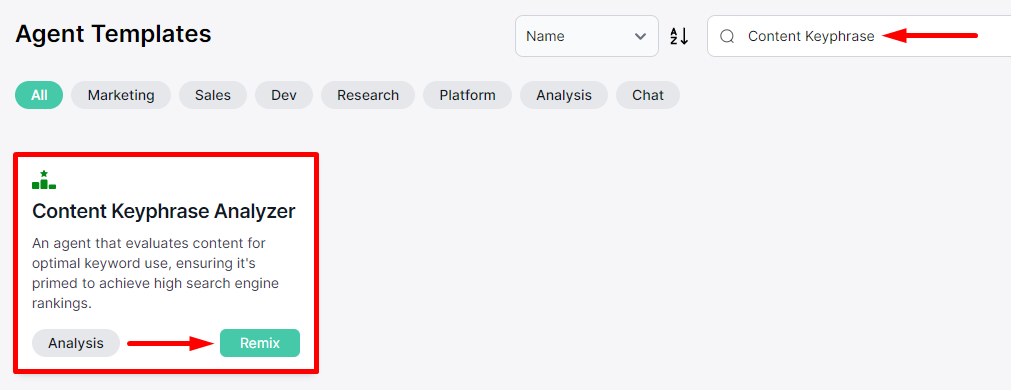 Agent Templates
Name
A
Z
Content Keyphrase
All
Marketing
Sales
Dev
Research
Platform
Analysis
Chat
Content Keyphrase Analyzer
An agent that evaluates content for
optimal keyword use, ensuring it's
primed to achieve high search engine
rankings.
Analysis
Remix